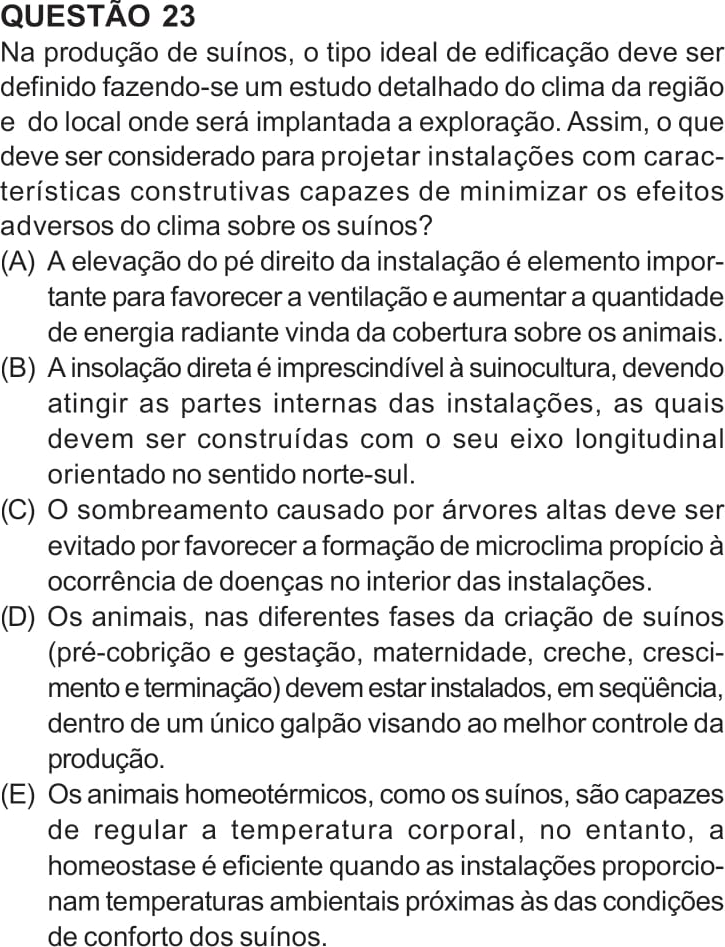 QUESTÃO 23
Na produção de suínos, o tipo ideal de edificação deve ser
definido fazendo-se um estudo detalhado do clima da região
e do local onde será implantada a exploração. Assim, o que
deve ser considerado para projetar instalações com carac-
terísticas construtivas capazes de minimizar os efeitos
adversos do clima sobre os suínos?
(A) A elevação do pé direito da instalação é elemento impor-
tante para favorecer a ventilação e aumentar a quantidade
de energia radiante vinda da cobertura sobre os animais.
(B) A insolação direta é imprescindível à suinocultura, devendo
atingir as partes internas das instalações, as quais
devem ser construídas com o seu eixo longitudinal
orientado no sentido norte-sul.
(C) O sombreamento causado por árvores altas deve ser
evitado por favorecer a formação de microclima propício à
ocorrência de doenças no interior das instalações.
(D) Os animais, nas diferentes fases da criação de suínos
(pré-cobrição e gestação, maternidade, creche, cresci-
mento e terminação) devem estar instalados, em seqüência,
dentro de um único galpão visando ao melhor controle da
produção.
(E) Os animais homeotérmicos, como os suínos, são capazes
de regular a temperatura corporal, no entanto, a
homeostase é eficiente quando as instalações proporcio-
nam temperaturas ambientais próximas às das condições
de conforto dos suínos.